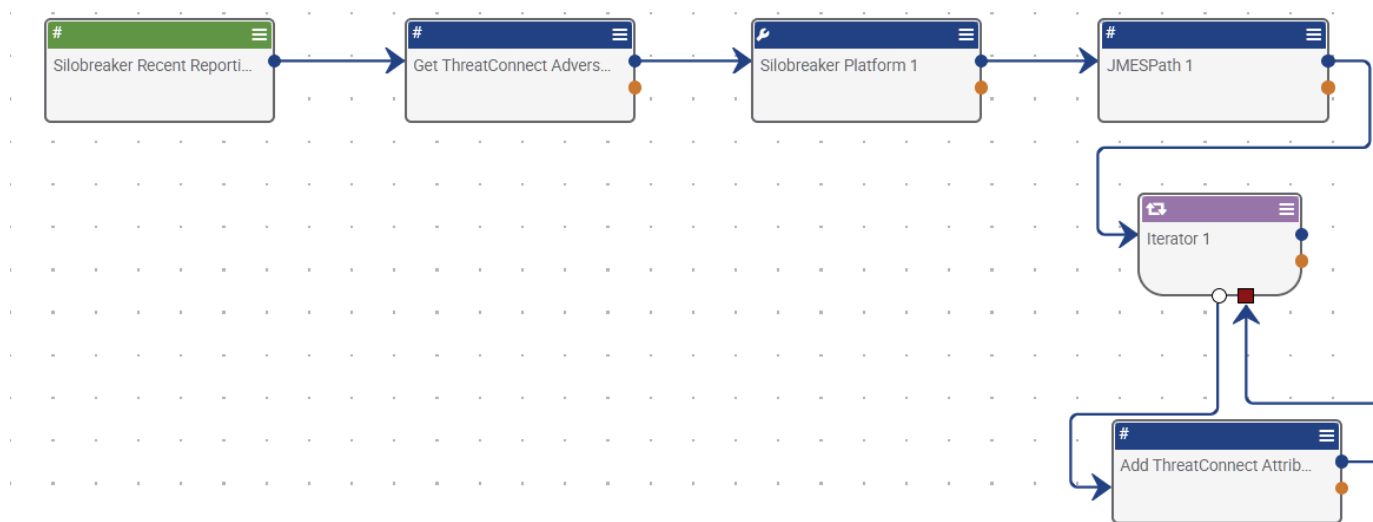 #
#
#
Silobreaker Recent Reporti...
Get ThreatConnect Advers...
Silobreaker Platform 1
JMESPath 1
Iterator 1
#
Add ThreatConnect Attrib...